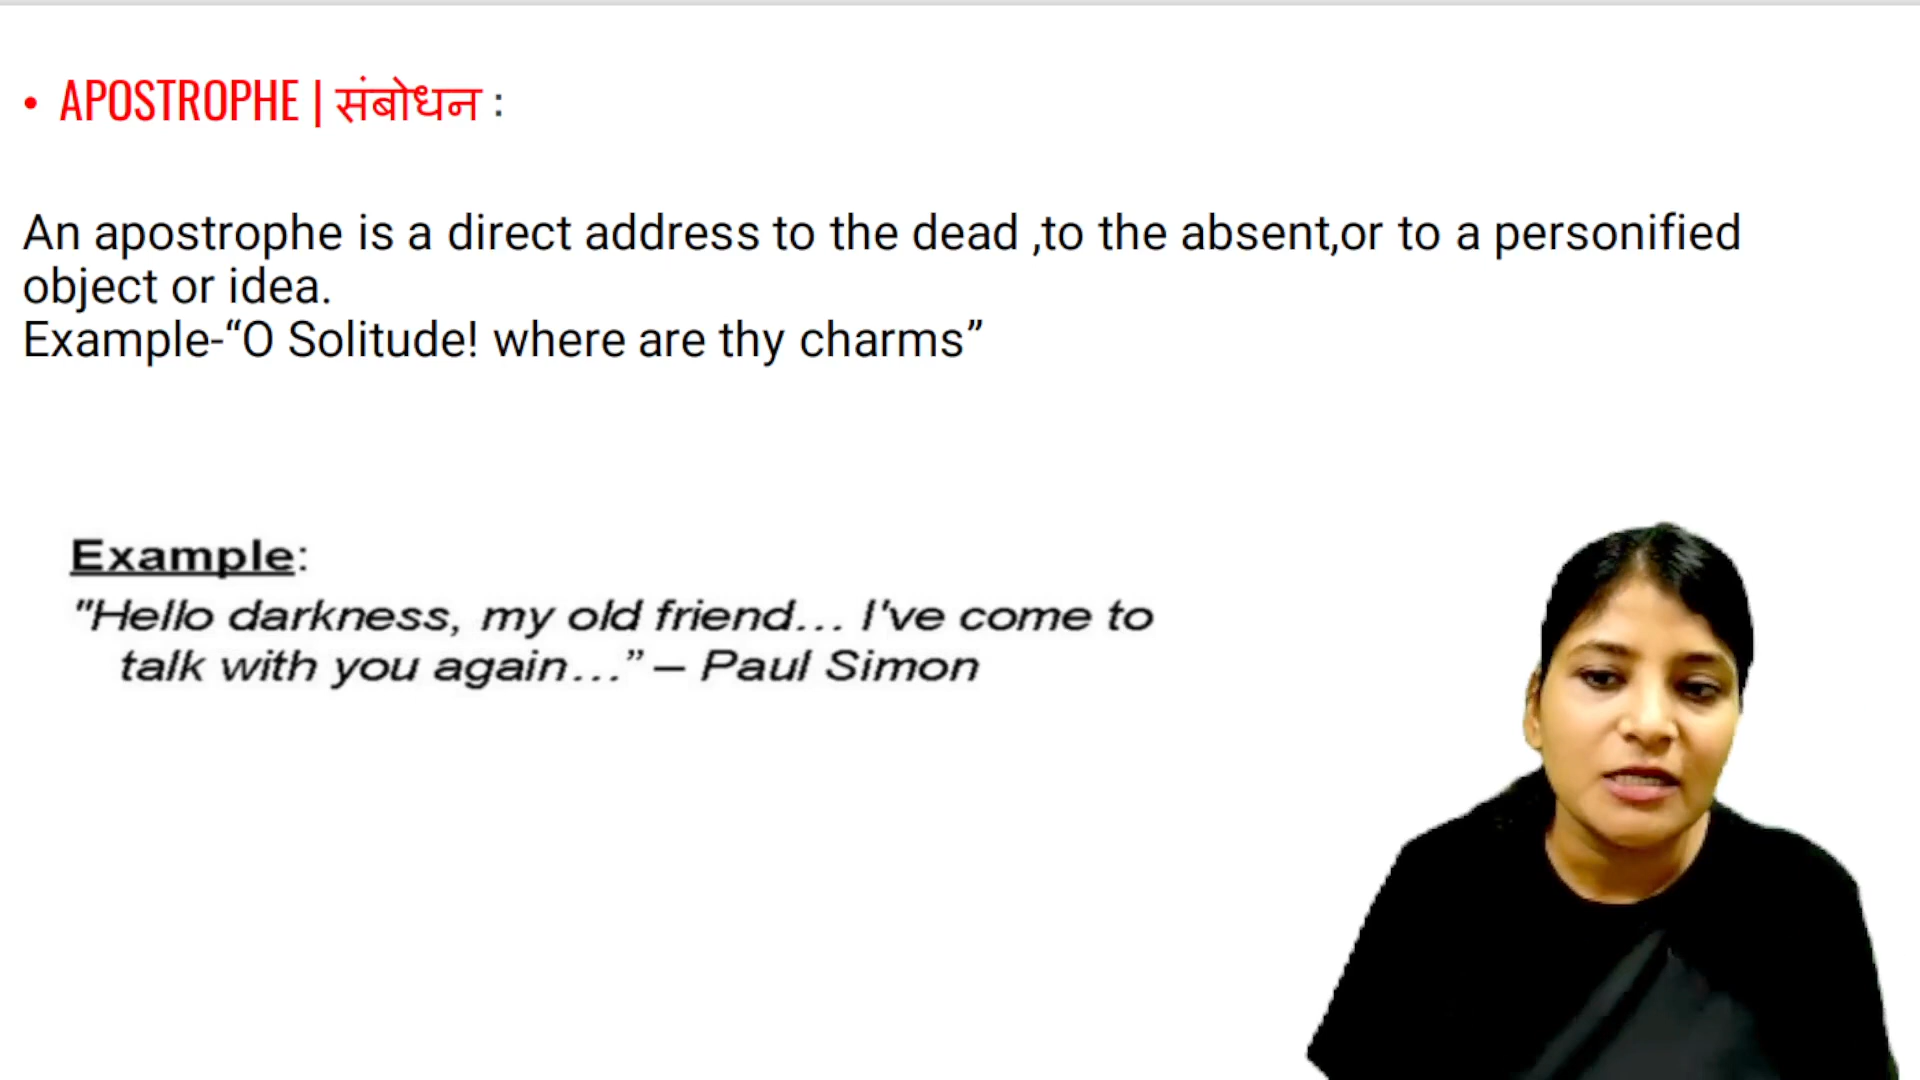 • APOSTROPHE | संबोधन :
An apostrophe is a direct address to the dead ,to the absent,or to a personified
object or idea.
Example-“O Solitude! where are thy charms”
Example:
"Hello darkness, my old friend... I've come to
talk with you again...” – Paul Simon